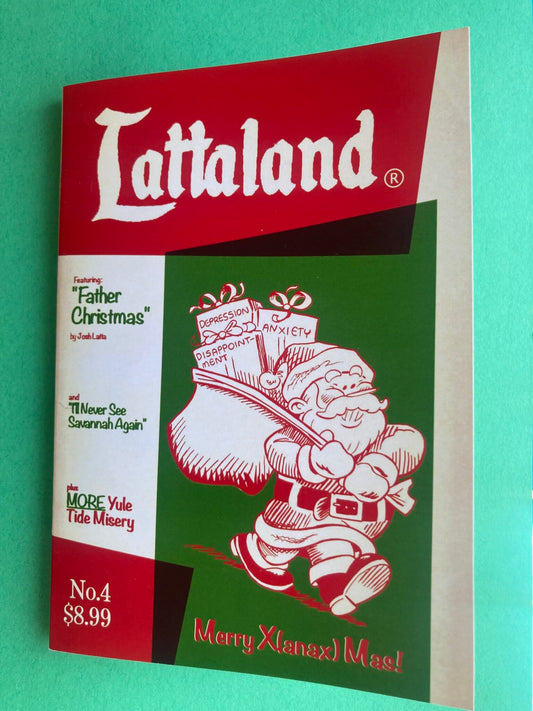 Lattaland®
Featuring:
"Father
Christmas"
by Josh Latta
and
"I'll Never See
Savannah Again"
plus
MORE Yule
Tide Misery
No.4
$8.99
DEPRESSION
ANXIETY
DISAPPOINT-
MENT
Merry X(anax) Mas!